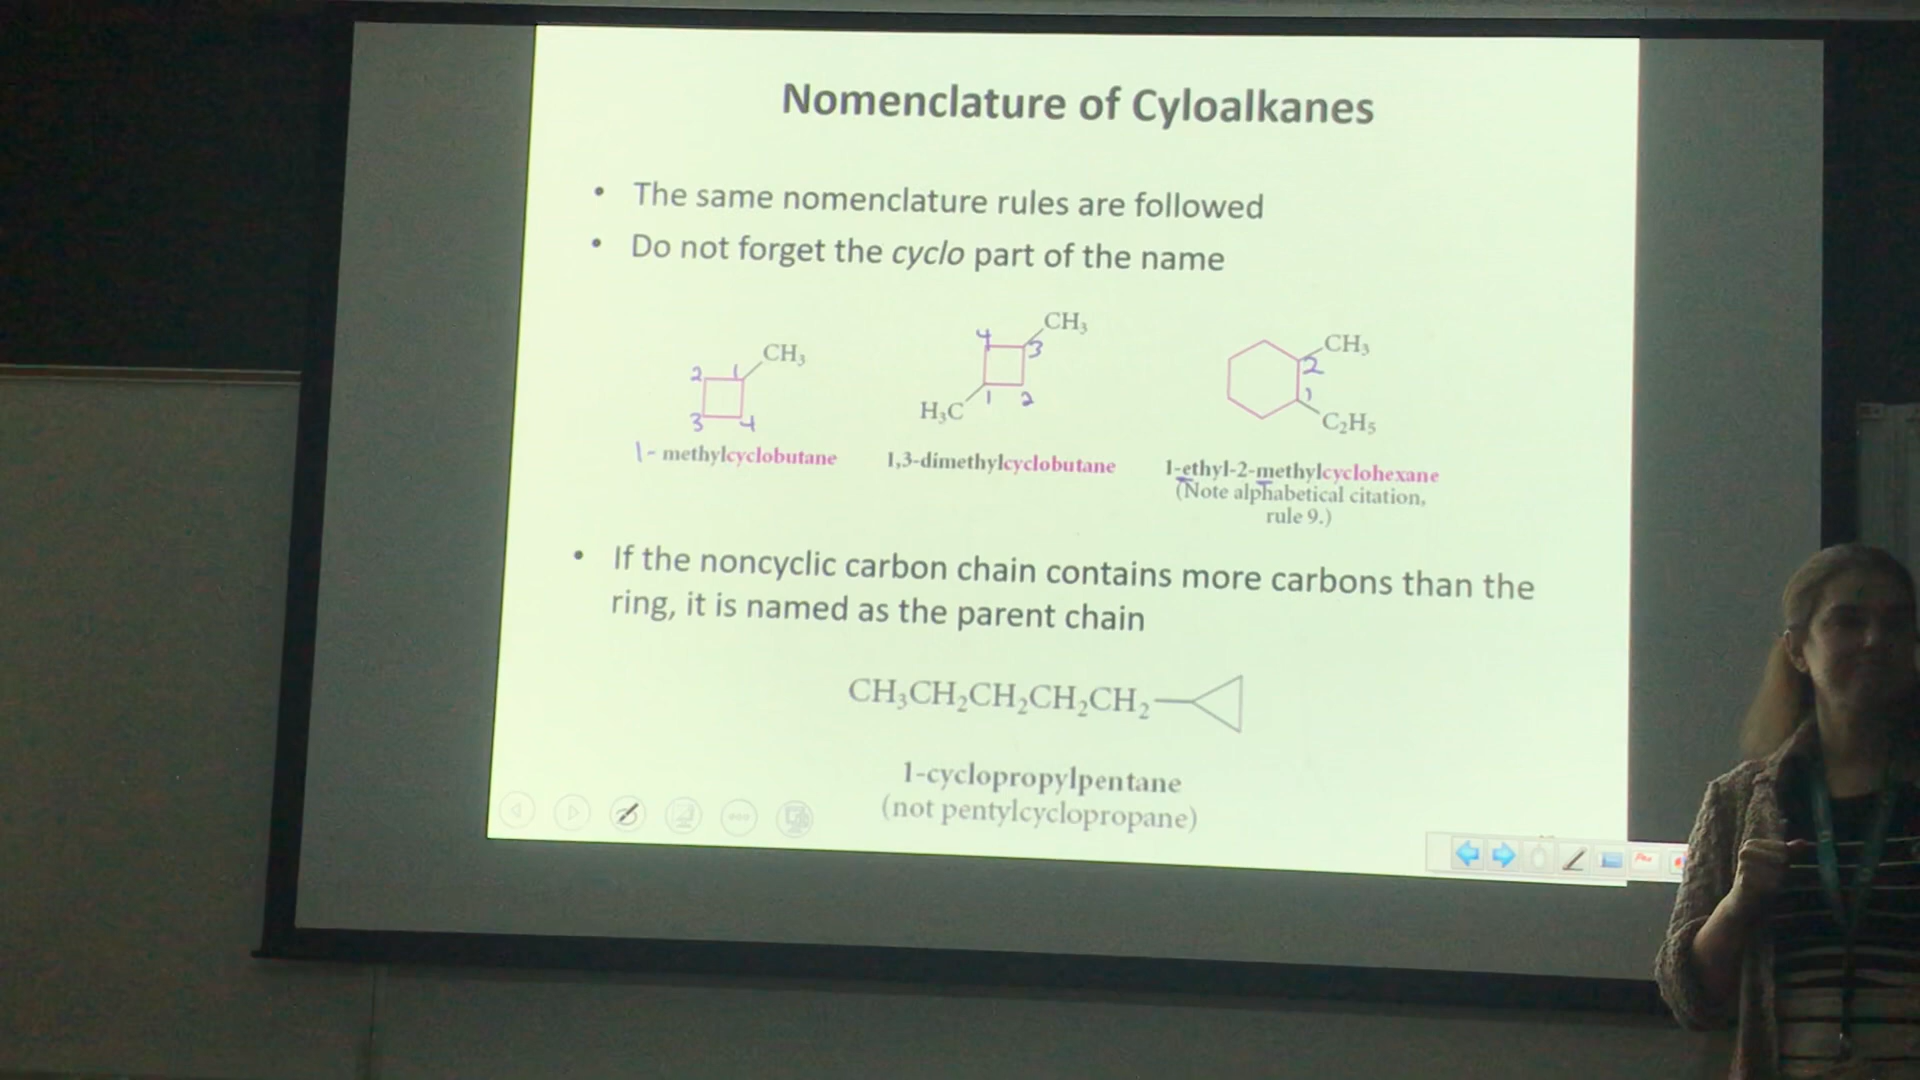 Nomenclature of Cyloalkanes
• The same nomenclature rules are followed
• Do not forget the cyclo part of the name
CH₃
2 1
3 4
1- methylcyclobutane
CH₃
4 3
H₃C 1 2
1,3-dimethylcyclobutane
CH₃
2
1
C₂H₅
1-ethyl-2-methylcyclohexane
(Note alphabetical citation,
rule 9.)
• If the noncyclic carbon chain contains more carbons than the
ring, it is named as the parent chain
CH₃CH₂CH₂CH₂CH₂
1-cyclopropylpentane
(not pentylcyclopropane)